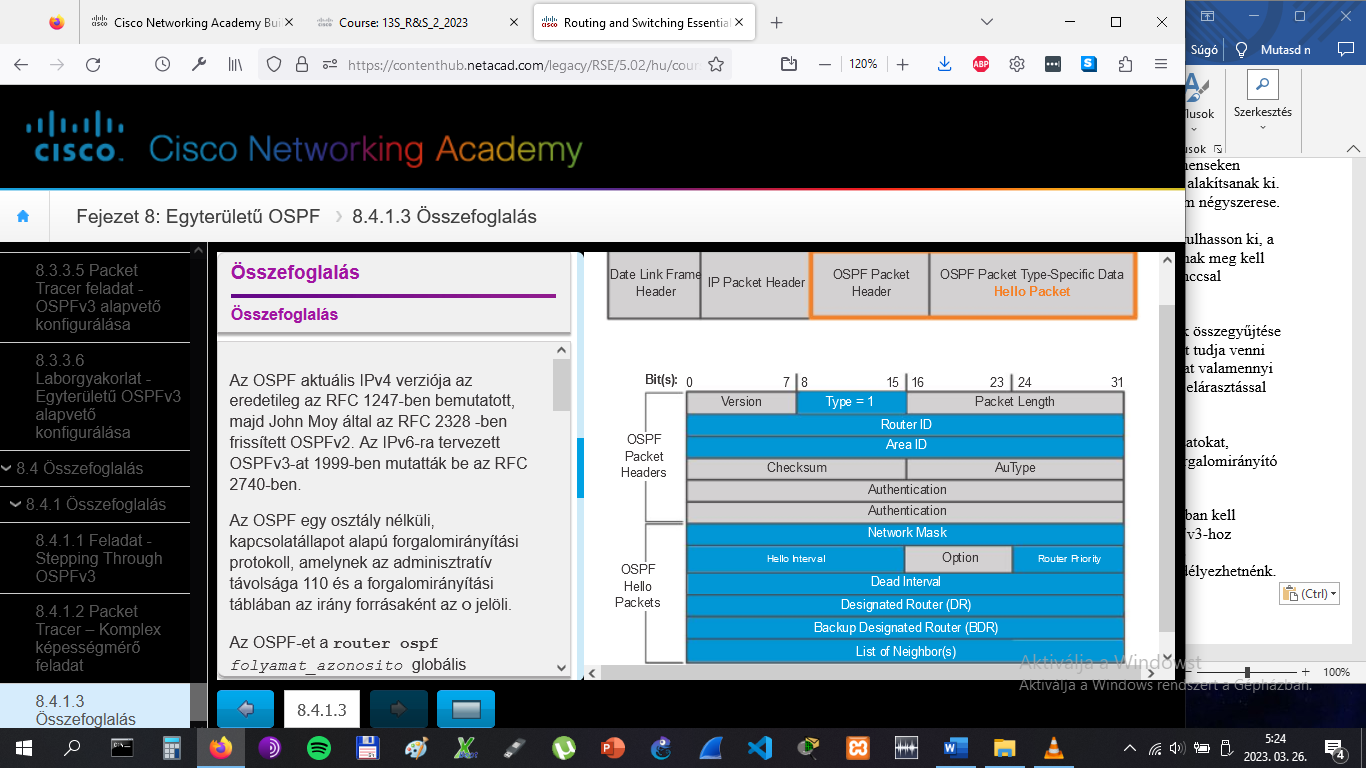 Cisco Networking Academy Bui
Course: 13S_R&S_2_2023
Routing and Switching Essential
https://contenthub.netacad.com/legacy/RSE/5.02/hu/cour
120%
ABP
S
Súgó
Mutasd n
lusok
Szerkesztés
usok
CISCO
Cisco Networking Academy
Fejezet 8: Egyterületű OSPF
8.4.1.3 Összefoglalás
8.3.3.5 Packet
Tracer feladat -
OSPFv3 alapvető
konfigurálása
8.3.3.6
Laborgyakorlat -
Egyterületű OSPFv3
alapvető
konfigurálása
8.4 Összefoglalás
8.4.1 Összefoglalás
8.4.1.1 Feladat -
Stepping Through
OSPFv3
8.4.1.2 Packet
Tracer – Komplex
képességmérő
feladat
8.4.1.3
Összefoglalás
Összefoglalás
Összefoglalás
Az OSPF aktuális IPv4 verziója az
eredetileg az RFC 1247-ben bemutatott,
majd John Moy által az RFC 2328 -ben
frissített OSPFv2. Az IPv6-ra tervezett
OSPFv3-at 1999-ben mutatták be az RFC
2740-ben.
Az OSPF egy osztály nélküli,
kapcsolatállapot alapú forgalomirányítási
protokoll, amelynek az adminisztratív
távolsága 110 és a forgalomirányítási
táblában az irány forrásaként az o jelöli.
Az OSPF-et a router ospf
folyamat_azonosito globális
8.4.1.3
Date Link Frame
Header
IP Packet Header
OSPF Packet
Header
OSPF Packet Type-Specific Data
Hello Packet
Bit(s): 0 7 8 15 16 23 24 31
OSPF
Packet
Headers
Version Type = 1 Packet Length
Router ID
Area ID
Checksum AuType
Authentication
Authentication
OSPF
Hello
Packets
Network Mask
Hello Interval Option Router Priority
Dead Interval
Designated Router (DR)
Backup Designated Router (BDR)
List of Neighbor(s)
nenseken
alakítsanak ki.
m négyszerese.
ulhasson ki, a
nak meg kell
nccsal
k összegyűjtése
t tudja venni
at valamennyi
elárasztással
atokat,
rgalomirányító
ban kell
v3-hoz
délyezhetnénk.
(Ctrl)
100%
Aktiválja a Windowst
Aktiválja a Windows rendszert a Gépházban.
5:24
2023. 03. 26.
4